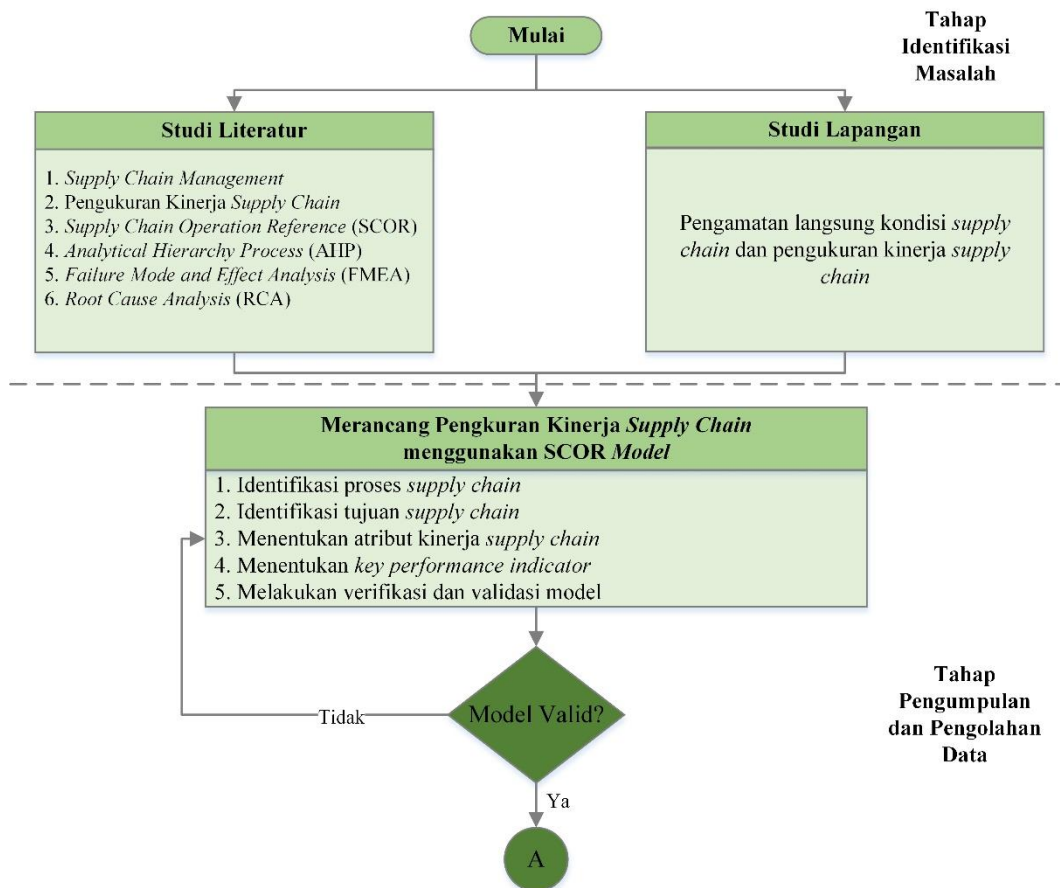 Mulai
Tahap
Identifikasi
Masalah
Studi Literatur
1. Supply Chain Management
2. Pengukuran Kinerja Supply Chain
3. Supply Chain Operation Reference (SCOR)
4. Analytical Hierarchy Process (AHP)
5. Failure Mode and Effect Analysis (FMEA)
6. Root Cause Analysis (RCA)
Studi Lapangan
Pengamatan langsung kondisi supply
chain dan pengukuran kinerja supply
chain
Merancang Pengkuran Kinerja Supply Chain
menggunakan SCOR Model
1. Identifikasi proses supply chain
2. Identifikasi tujuan supply chain
3. Menentukan atribut kinerja supply chain
4. Menentukan key performance indicator
5. Melakukan verifikasi dan validasi model
Tahap
Pengumpulan
dan Pengolahan
Data
Model Valid?
Tidak
Ya
A